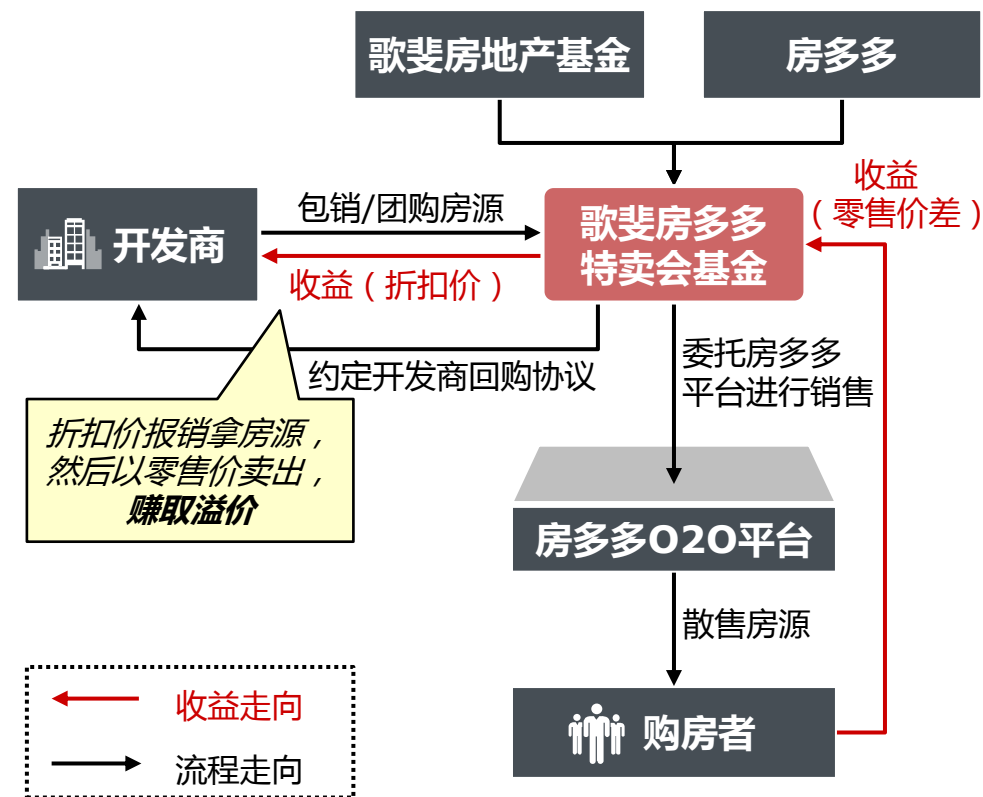 歌斐房地产基金
房多多
收益
（零售价差）
包销/团购房源
开发商
歌斐房多多
特卖会基金
收益（折扣价）
约定开发商回购协议
委托房多多
平台进行销售
折扣价报销拿房源，
然后以零售价卖出，
赚取溢价
房多多O2O平台
散售房源
收益走向
购房者
流程走向